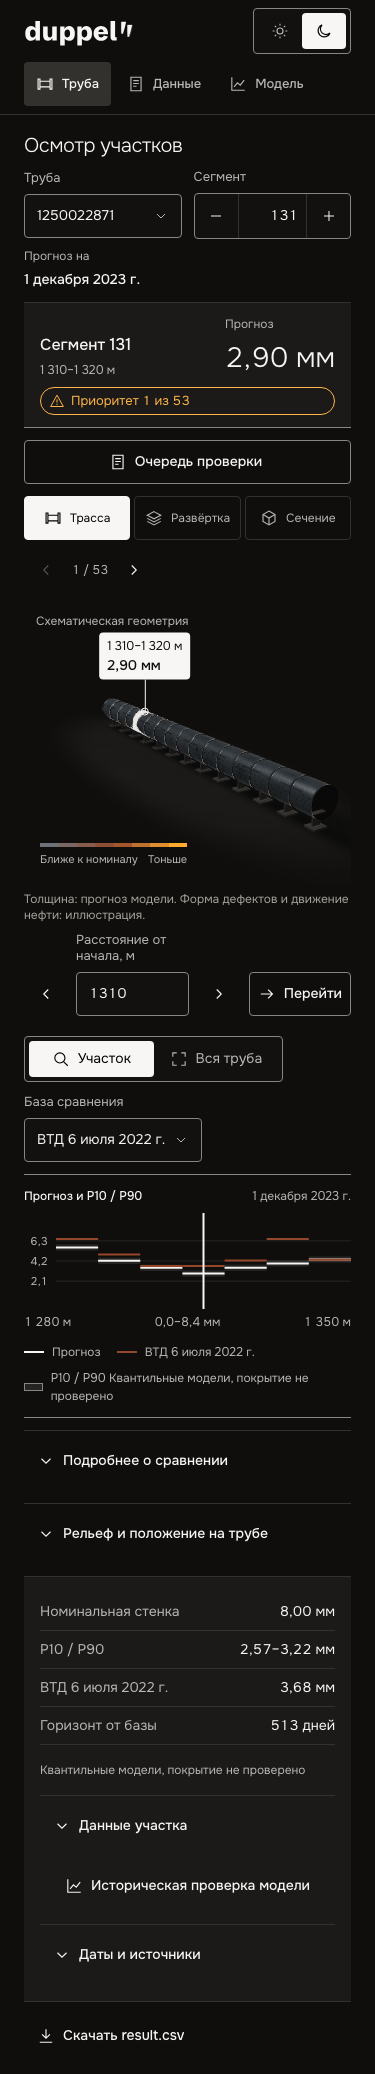 duppel
Труба
Данные
Модель
Осмотр участков
Труба
Сегмент
1250022871
131
Прогноз на
1 декабря 2023 г.
Прогноз
Сегмент 131
2,90 мм
1 310–1 320 м
Приоритет 1 из 53
Очередь проверки
Трасса
Развёртка
Сечение
1 / 53
Схематическая геометрия
1 310–1 320 м
2,90 мм
Ближе к номиналу Тоньше
Толщина: прогноз модели. Форма дефектов и движение
нефти: иллюстрация.
Расстояние от
начала, м
1310
Перейти
Участок
Вся труба
База сравнения
ВТД 6 июля 2022 г.
Прогноз и P10 / P90
1 декабря 2023 г.
6,3
4,2
2,1
1 280 м
0,0–8,4 мм
1 350 м
Прогноз
ВТД 6 июля 2022 г.
P10 / P90 Квантильные модели, покрытие не
проверено
Подробнее о сравнении
Рельеф и положение на трубе
Номинальная стенка 8,00 мм
P10 / P90 2,57–3,22 мм
ВТД 6 июля 2022 г. 3,68 мм
Горизонт от базы 513 дней
Квантильные модели, покрытие не проверено
Данные участка
Историческая проверка модели
Даты и источники
Скачать result.csv